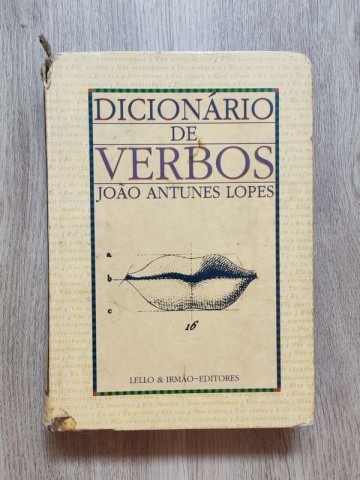 DICIONÁRIO
DE
VERBOS
JOÃO ANTUNES LOPES
a.
b
c
16
LELLO & IRMÃO-EDITORES